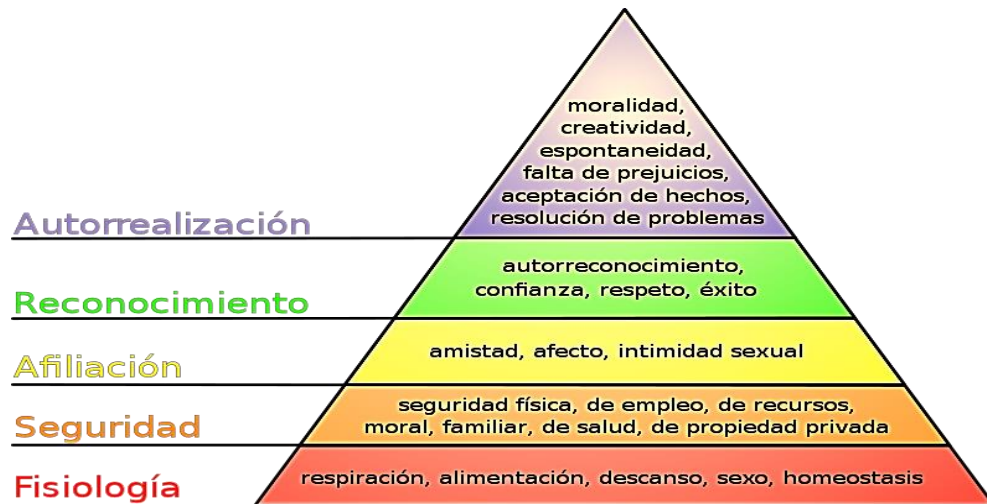 moralidad,
creatividad,
espontaneidad,
falta de prejuicios,
aceptación de hechos,
resolución de problemas
Autorrealización
autorreconocimiento,
confianza, respeto, éxito
Reconocimiento
amistad, afecto, intimidad sexual
Afiliación
seguridad física, de empleo, de recursos,
moral, familiar, de salud, de propiedad privada
Seguridad
respiración, alimentación, descanso, sexo, homeostasis
Fisiología